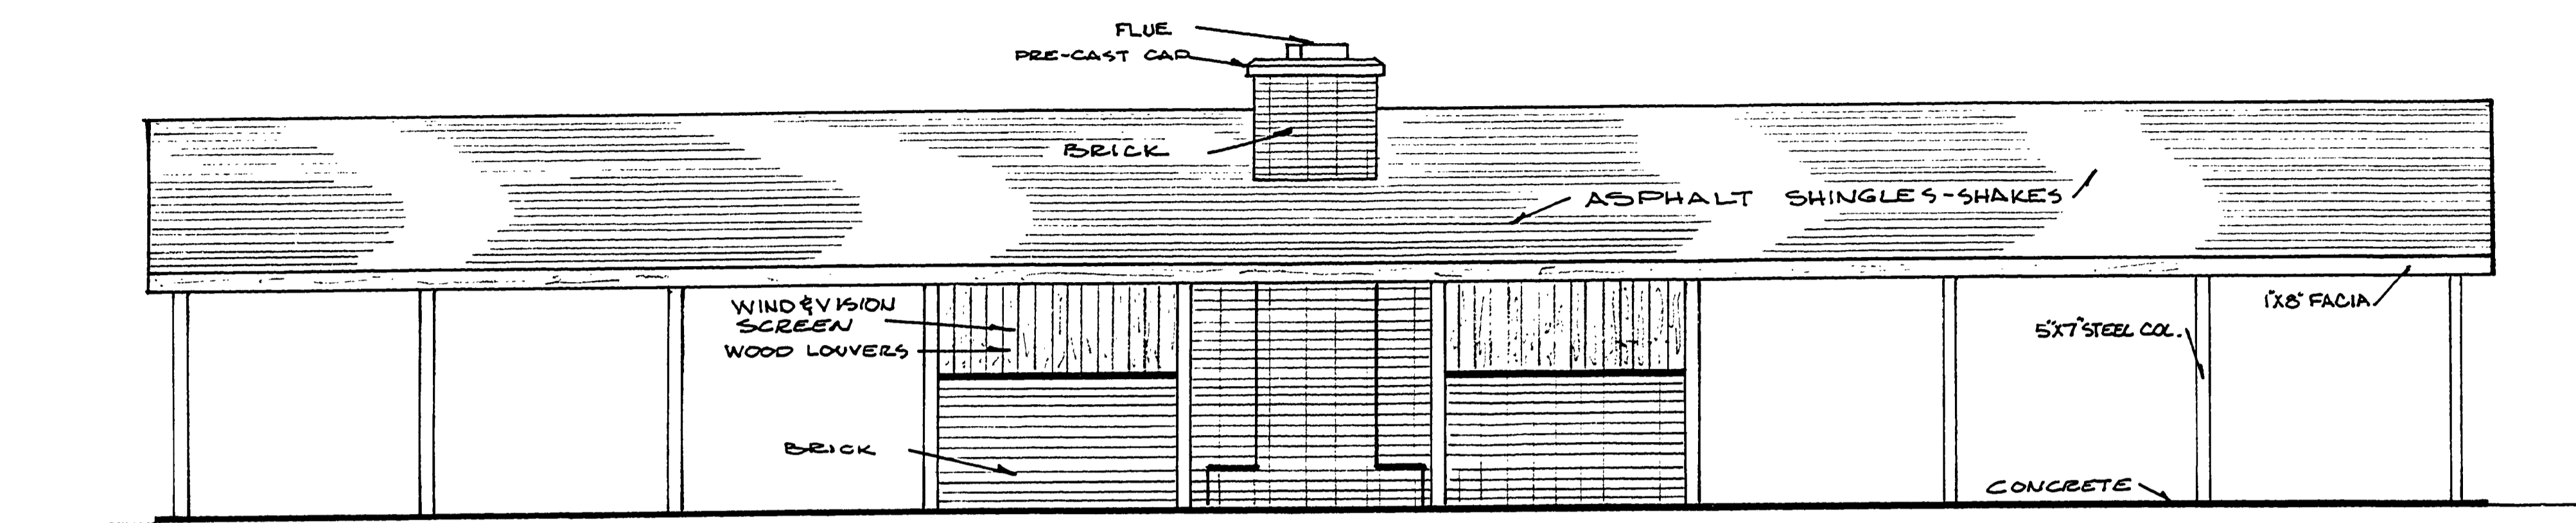 FLUE
PRE-CAST CAP
BRICK
ASPHALT SHINGLES-SHAKES
WIND & VISION
SCREEN
WOOD LOUVERS
1"X8" FACIA
5"X7" STEEL COL.
BRICK
CONCRETE